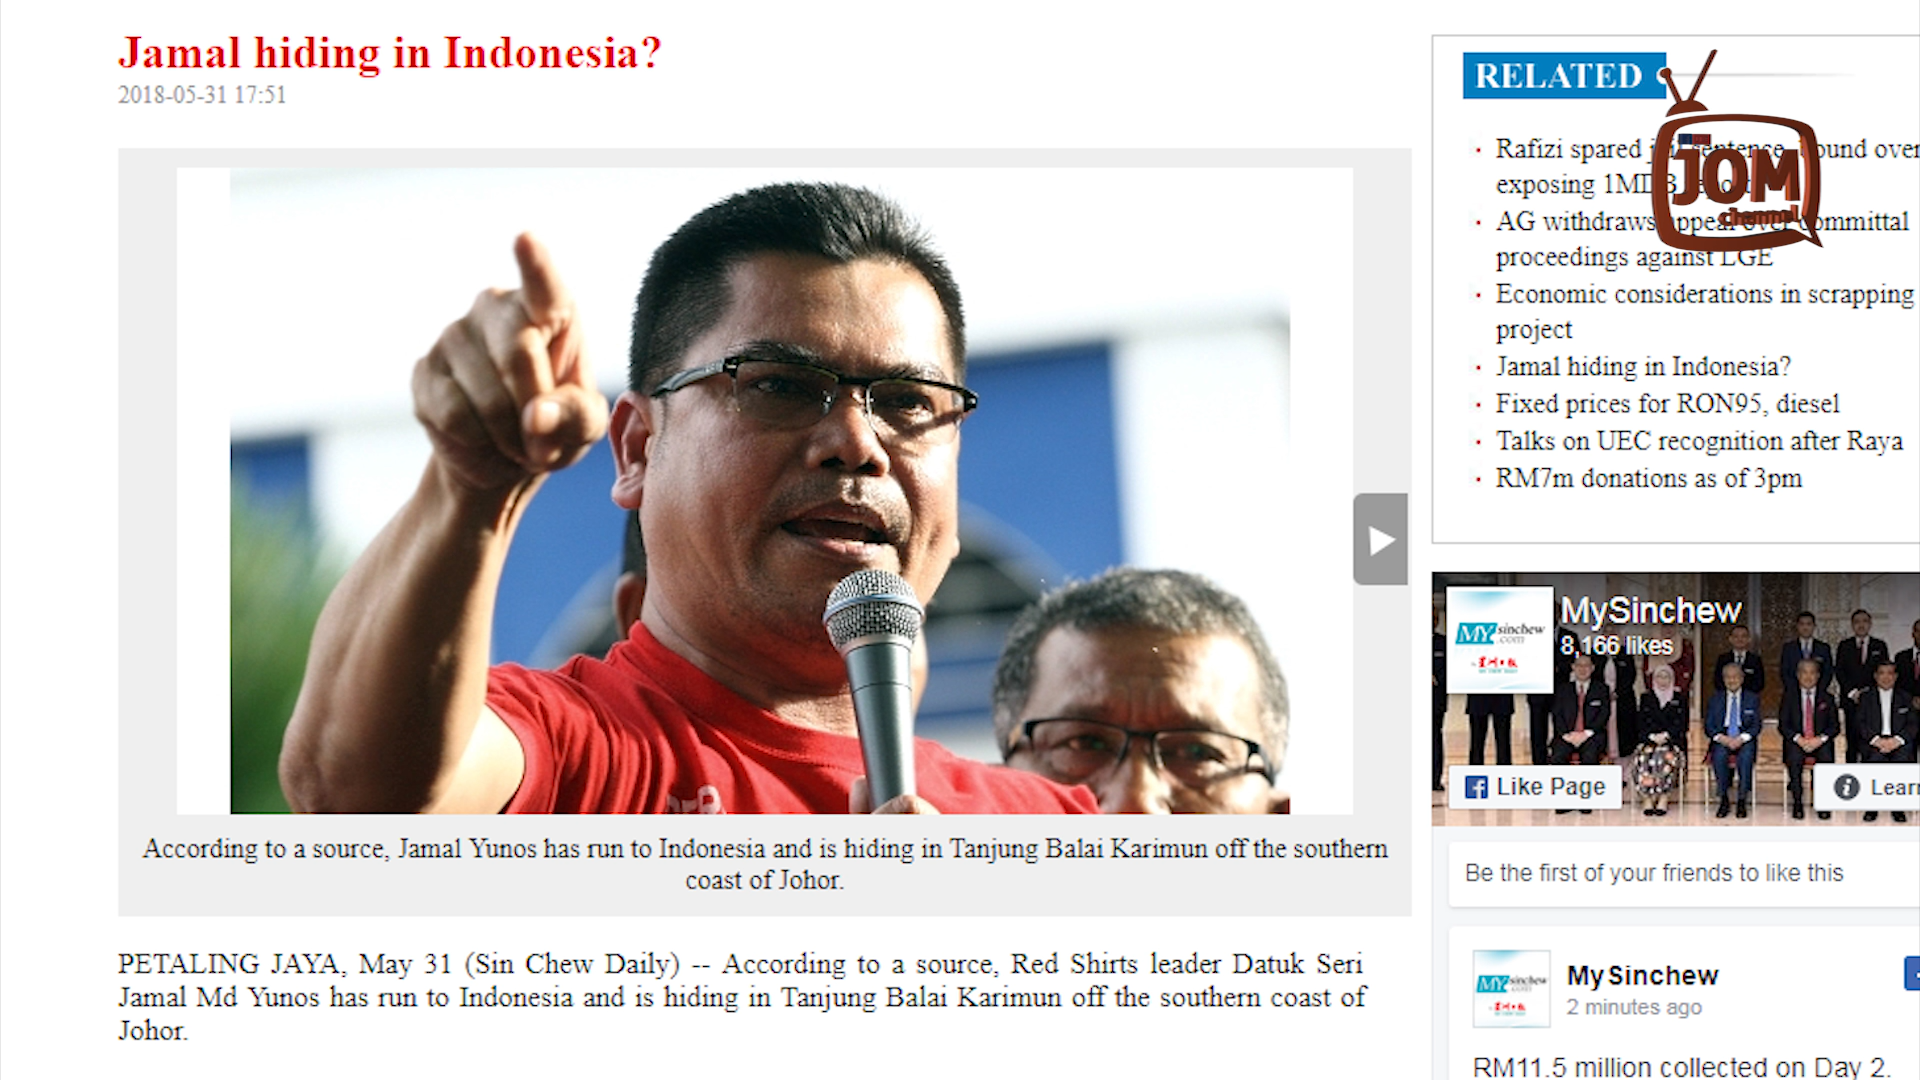 Jamal hiding in Indonesia?
2018-05-31 17:51
According to a source, Jamal Yunos has run to Indonesia and is hiding in Tanjung Balai Karimun off the southern
coast of Johor.
PETALING JAYA, May 31 (Sin Chew Daily) -- According to a source, Red Shirts leader Datuk Seri
Jamal Md Yunos has run to Indonesia and is hiding in Tanjung Balai Karimun off the southern coast of
Johor.
RELATED
JOM
channel
Rafizi spared sentence, over
exposing
AG withdraws appeal over committal
proceedings against LGE
Economic considerations in scrapping
project
Jamal hiding in Indonesia?
Fixed prices for RON95, diesel
Talks on UEC recognition after Raya
RM7m donations as of 3pm
MySinchew
8,166 likes
MY sinchew
.com
Like Page
Be the first of your friends to like this
MySinchew
2 minutes ago
MY sinchew
.com
RM11.5 million collected on Day 2.